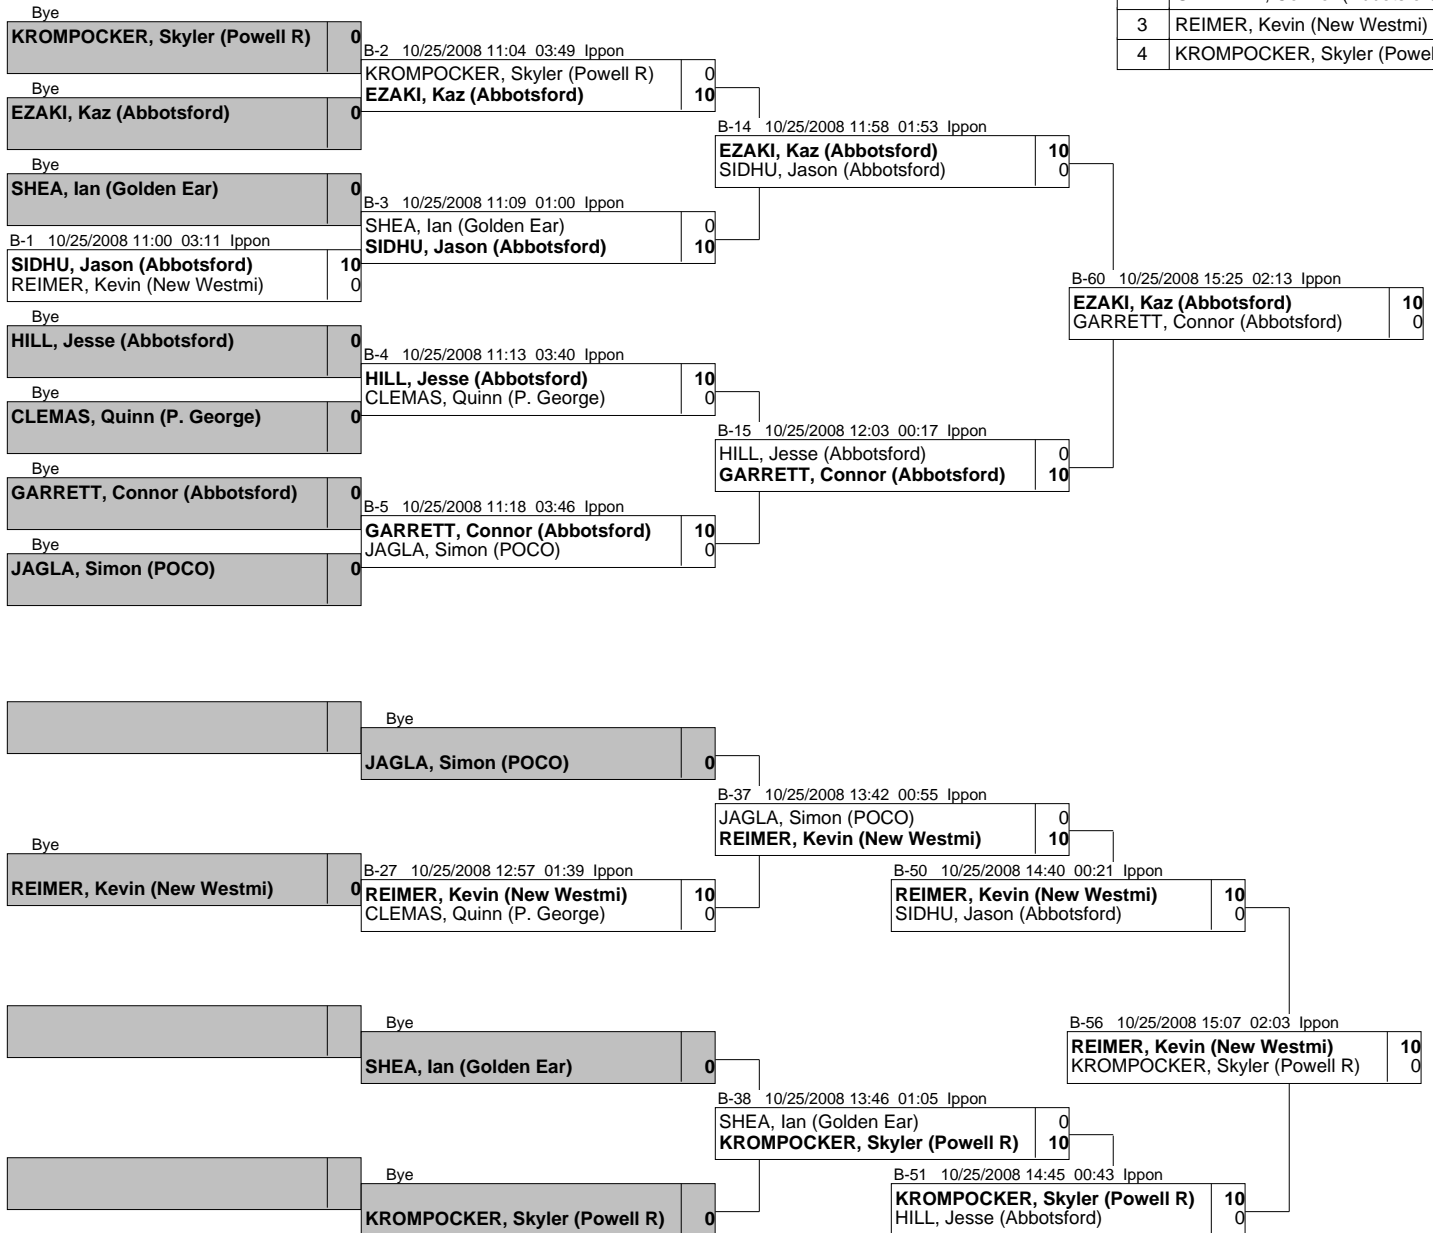 Bye
KROMPOCKER, Skyler (Powell R) 0
Bye
EZAKI, Kaz (Abbotsford) 0
Bye
SHEA, Ian (Golden Ear) 0
B-1 10/25/2008 11:00 03:11 Ippon
SIDHU, Jason (Abbotsford) 10
REIMER, Kevin (New Westmi) 0
Bye
HILL, Jesse (Abbotsford) 0
Bye
CLEMAS, Quinn (P. George) 0
Bye
GARRETT, Connor (Abbotsford) 0
Bye
JAGLA, Simon (POCO) 0
B-2 10/25/2008 11:04 03:49 Ippon
KROMPOCKER, Skyler (Powell R) 0
EZAKI, Kaz (Abbotsford) 10
B-3 10/25/2008 11:09 01:00 Ippon
SHEA, Ian (Golden Ear) 0
SIDHU, Jason (Abbotsford) 10
B-4 10/25/2008 11:13 03:40 Ippon
HILL, Jesse (Abbotsford) 10
CLEMAS, Quinn (P. George) 0
B-5 10/25/2008 11:18 03:46 Ippon
GARRETT, Connor (Abbotsford) 10
JAGLA, Simon (POCO) 0
B-14 10/25/2008 11:58 01:53 Ippon
EZAKI, Kaz (Abbotsford) 10
SIDHU, Jason (Abbotsford) 0
B-15 10/25/2008 12:03 00:17 Ippon
HILL, Jesse (Abbotsford) 0
GARRETT, Connor (Abbotsford) 10
3 REIMER, Kevin (New Westmi)
4 KROMPOCKER, Skyler (Powel
B-60 10/25/2008 15:25 02:13 Ippon
EZAKI, Kaz (Abbotsford) 10
GARRETT, Connor (Abbotsford) 0
Bye
REIMER, Kevin (New Westmi) 0
Bye
JAGLA, Simon (POCO) 0
B-27 10/25/2008 12:57 01:39 Ippon
REIMER, Kevin (New Westmi) 10
CLEMAS, Quinn (P. George) 0
Bye
SHEA, Ian (Golden Ear) 0
Bye
KROMPOCKER, Skyler (Powell R) 0
B-37 10/25/2008 13:42 00:55 Ippon
JAGLA, Simon (POCO) 0
REIMER, Kevin (New Westmi) 10
B-50 10/25/2008 14:40 00:21 Ippon
REIMER, Kevin (New Westmi) 10
SIDHU, Jason (Abbotsford) 0
B-38 10/25/2008 13:46 01:05 Ippon
SHEA, Ian (Golden Ear) 0
KROMPOCKER, Skyler (Powell R) 10
B-51 10/25/2008 14:45 00:43 Ippon
KROMPOCKER, Skyler (Powell R) 10
HILL, Jesse (Abbotsford) 0
B-56 10/25/2008 15:07 02:03 Ippon
REIMER, Kevin (New Westmi) 10
KROMPOCKER, Skyler (Powell R) 0